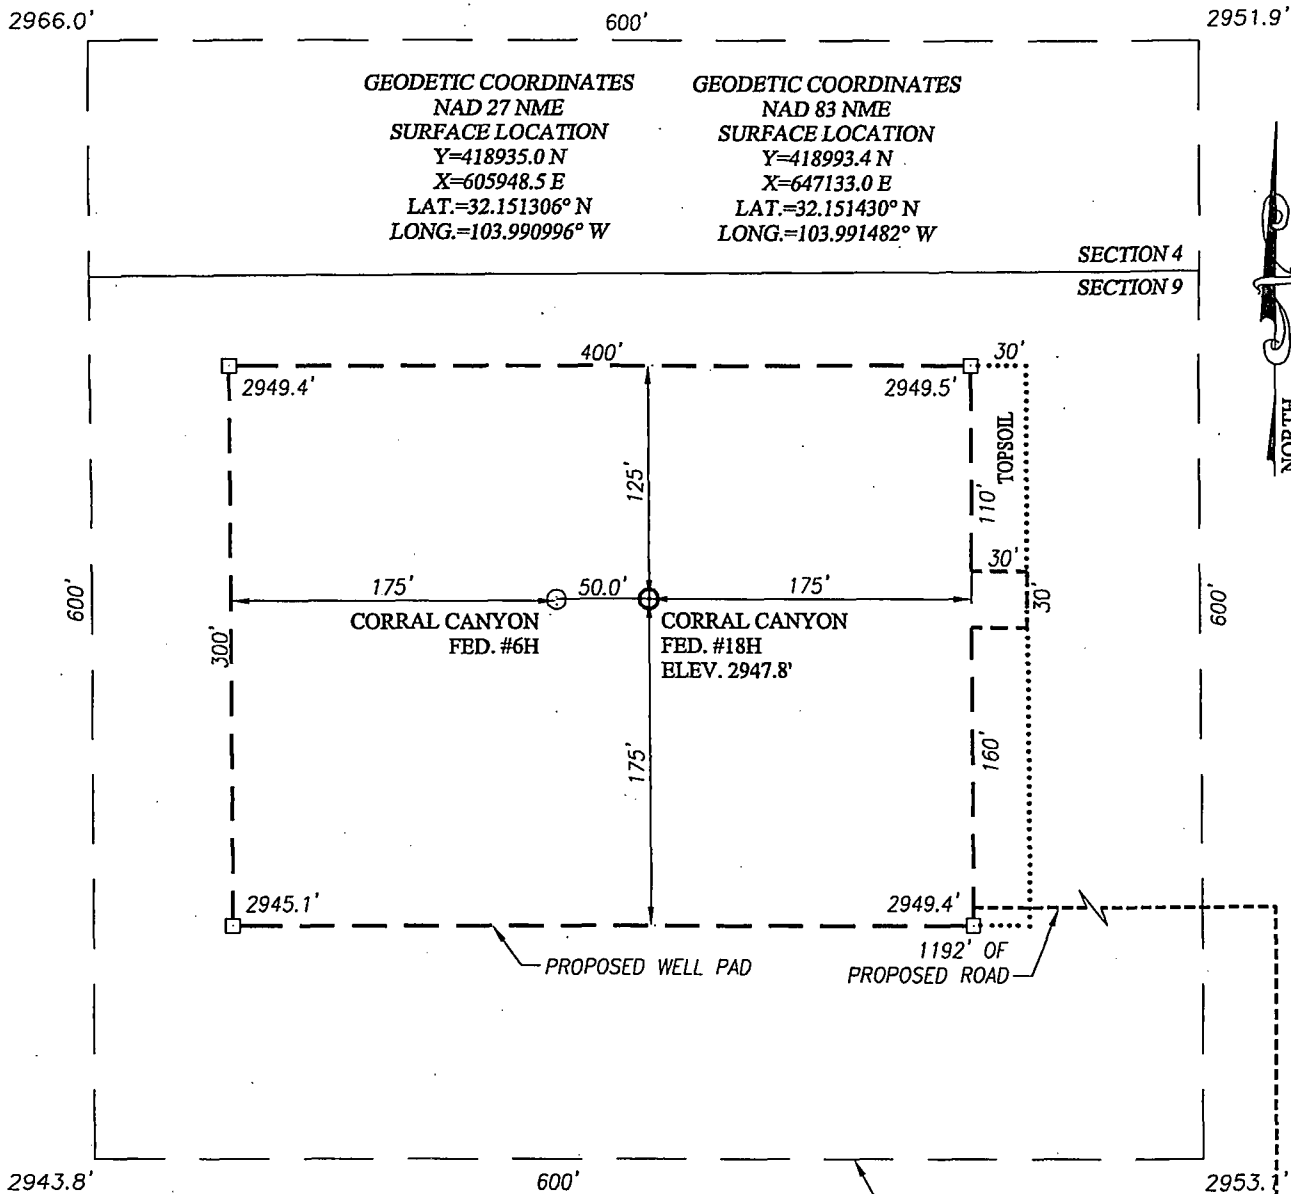 2966.0'
600'
2951.9'
GEODETIC COORDINATES
NAD 27 NME
SURFACE LOCATION
Y=418935.0 N
X=605948.5 E
LAT.=32.151306° N
LONG.=103.990996° W
GEODETIC COORDINATES
NAD 83 NME
SURFACE LOCATION
Y=418993.4 N
X=647133.0 E
LAT.=32.151430° N
LONG.=103.991482° W
SECTION 4
SECTION 9
NORTH
400'
30'
2949.4'
2949.5'
TOPSOIL
125'
110'
30'
600'
175'
50.0'
175'
30'
600'
300'
CORRAL CANYON
FED. #6H
CORRAL CANYON
FED. #18H
ELEV. 2947.8'
175'
160'
2945.1'
2949.4'
PROPOSED WELL PAD
1192' OF
PROPOSED ROAD
2943.8'
600'
2953.1'